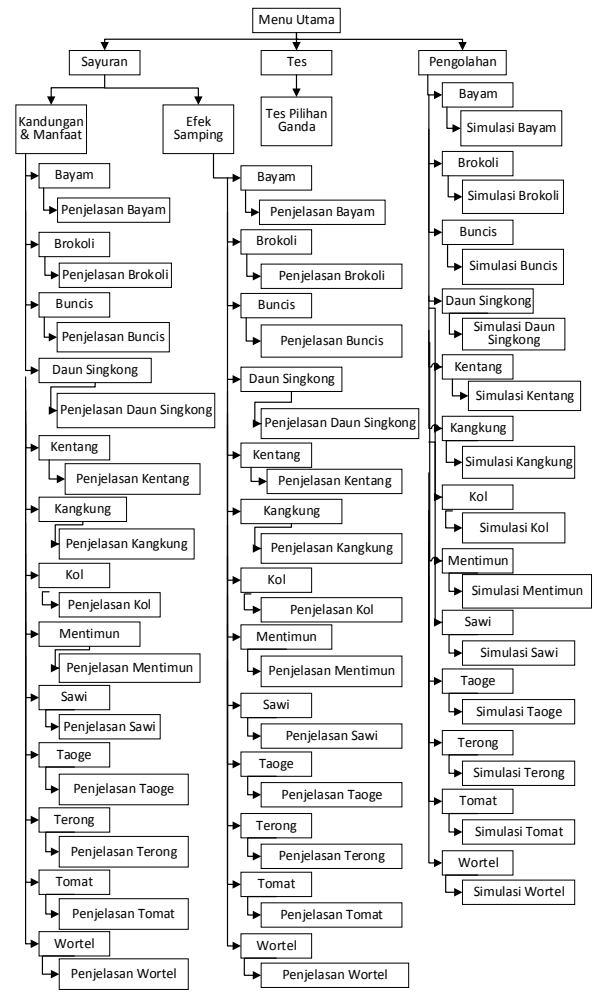 Menu Utama
Sayuran
Tes
Pengolahan
Kandungan
& Manfaat
Efek
Samping
Tes Pilihan
Ganda
Bayam
Penjelasan Bayam
Brokoli
Penjelasan Brokoli
Buncis
Penjelasan Buncis
Daun Singkong
Penjelasan Daun Singkong
Kentang
Penjelasan Kentang
Kangkung
Penjelasan Kangkung
Kol
Penjelasan Kol
Mentimun
Penjelasan Mentimun
Sawi
Penjelasan Sawi
Taoge
Penjelasan Taoge
Terong
Penjelasan Terong
Tomat
Penjelasan Tomat
Wortel
Penjelasan Wortel
Bayam
Penjelasan Bayam
Brokoli
Penjelasan Brokoli
Buncis
Penjelasan Buncis
Daun Singkong
Penjelasan Daun Singkong
Kentang
Penjelasan Kentang
Kangkung
Penjelasan Kangkung
Kol
Penjelasan Kol
Mentimun
Penjelasan Mentimun
Sawi
Penjelasan Sawi
Taoge
Penjelasan Taoge
Terong
Penjelasan Terong
Tomat
Penjelasan Tomat
Wortel
Penjelasan Wortel
Bayam
Simulasi Bayam
Brokoli
Simulasi Brokoli
Buncis
Simulasi Buncis
Daun Singkong
Simulasi Daun
Singkong
Kentang
Simulasi Kentang
Kangkung
Simulasi Kangkung
Kol
Simulasi Kol
Mentimun
Simulasi Mentimun
Sawi
Simulasi Sawi
Taoge
Simulasi Taoge
Terong
Simulasi Terong
Tomat
Simulasi Tomat
Wortel
Simulasi Wortel